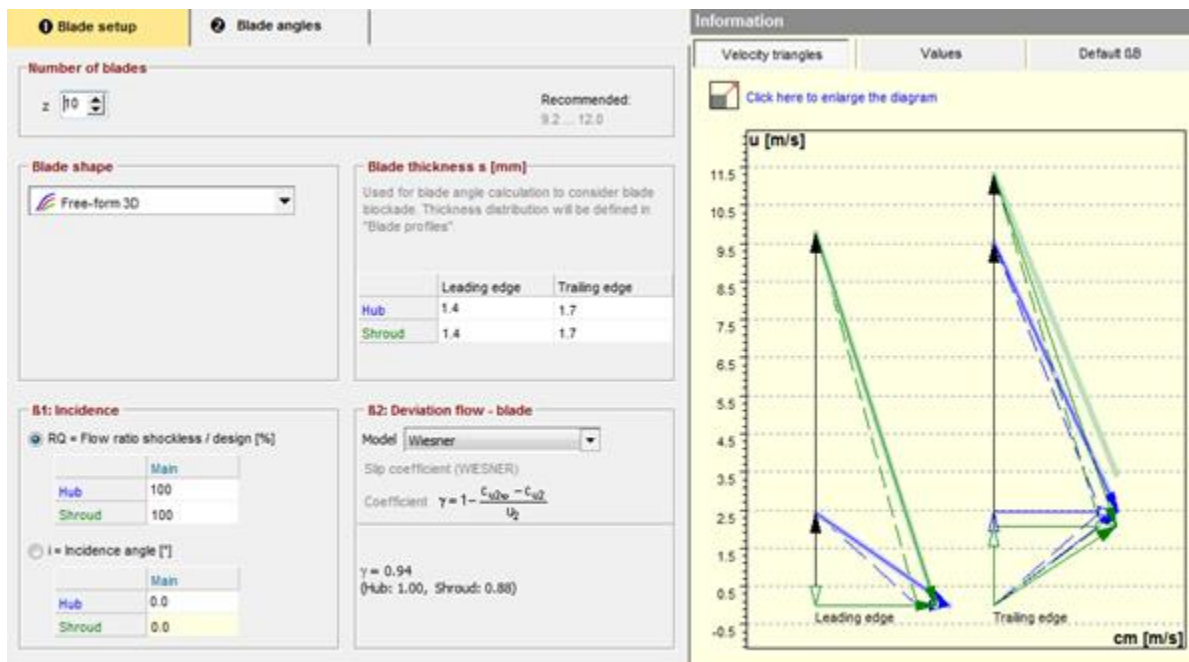 ❶ Blade setup
❷ Blade angles
Number of blades
z 10
Recommended:
9.2 ... 12.0
Blade shape
Free-form 3D
Blade thickness s [mm]
Used for blade angle calculation to consider blade
blockade. Thickness distribution will be defined in
"Blade profiles".
Leading edge Trailing edge
Hub 1.4 1.7
Shroud 1.4 1.7
ß1: Incidence
RQ = Flow ratio shockless / design [%]
Main
Hub 100
Shroud 100
i = Incidence angle [°]
Main
Hub 0.0
Shroud 0.0
ß2: Deviation flow - blade
Model Wiesner
Slip coefficient (WIESNER)
Coefficient γ = 1 - (cu2∞ - cu2) / u2
γ = 0.94
(Hub: 1.00, Shroud: 0.88)
Information
Velocity triangles Values Default ßB
Click here to enlarge the diagram
u [m/s]
11.5
10.5
9.5
8.5
7.5
6.5
5.5
4.5
3.5
2.5
1.5
0.5
-0.5
Leading edge Trailing edge
cm [m/s]